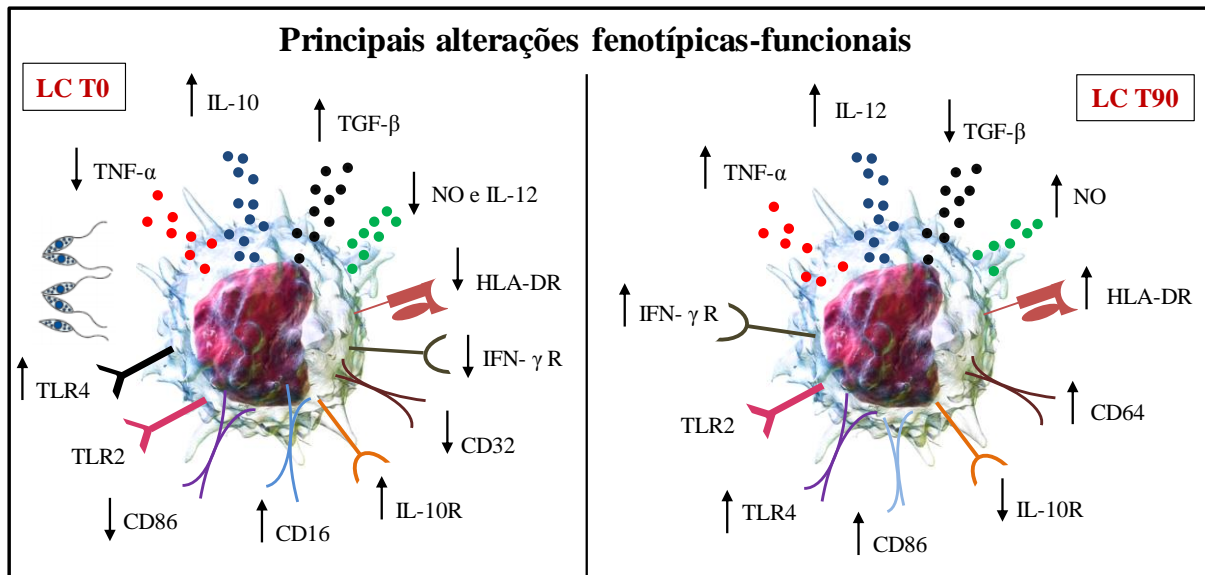 Principais alterações fenotípicas-funcionais
LC T0
↑ IL-10
↑ TGF-β
↓ TNF-α
↓ NO e IL-12
↓ HLA-DR
↓ IFN- γ R
↑ TLR4
TLR2
↓ CD32
↑ IL-10R
↓ CD86
↑ CD16
LC T90
↑ IL-12
↓ TGF-β
↑ TNF-α
↑ NO
↑ HLA-DR
↑ IFN- γ R
↑ CD64
TLR2
↓ IL-10R
↑ TLR4
↑ CD86